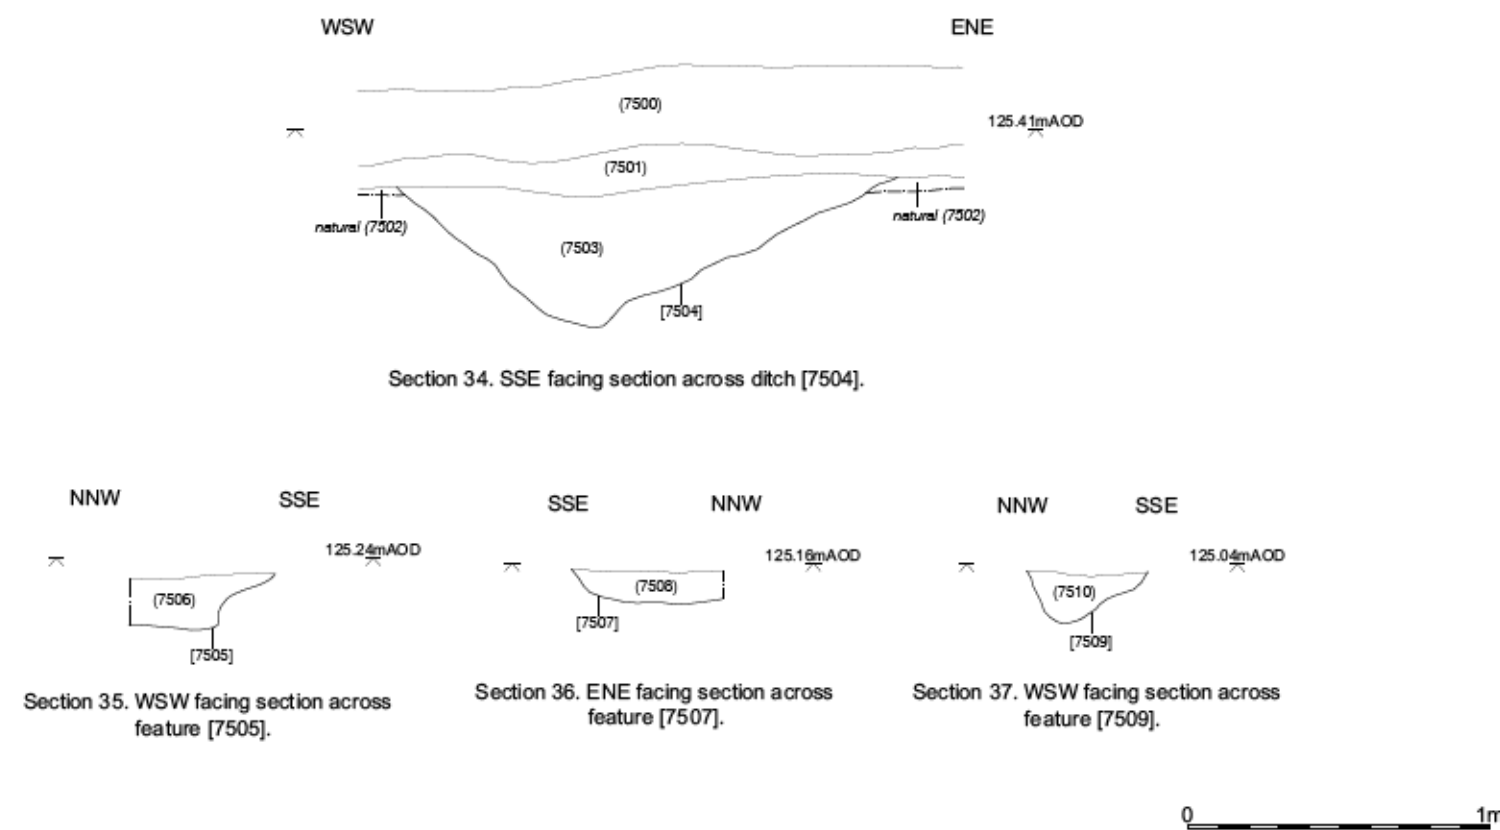 WSW ENE
(7500)
125.41mAOD
(7501)
natural (7502) natural (7502)
(7503)
[7504]
Section 34. SSE facing section across ditch [7504].
NNW SSE SSE NNW NNW SSE
125.24mAOD 125.16mAOD 125.04mAOD
(7506) (7508) (7510)
[7505] [7507] [7509]
Section 35. WSW facing section across
feature [7505].
Section 36. ENE facing section across
feature [7507].
Section 37. WSW facing section across
feature [7509].
0 1m